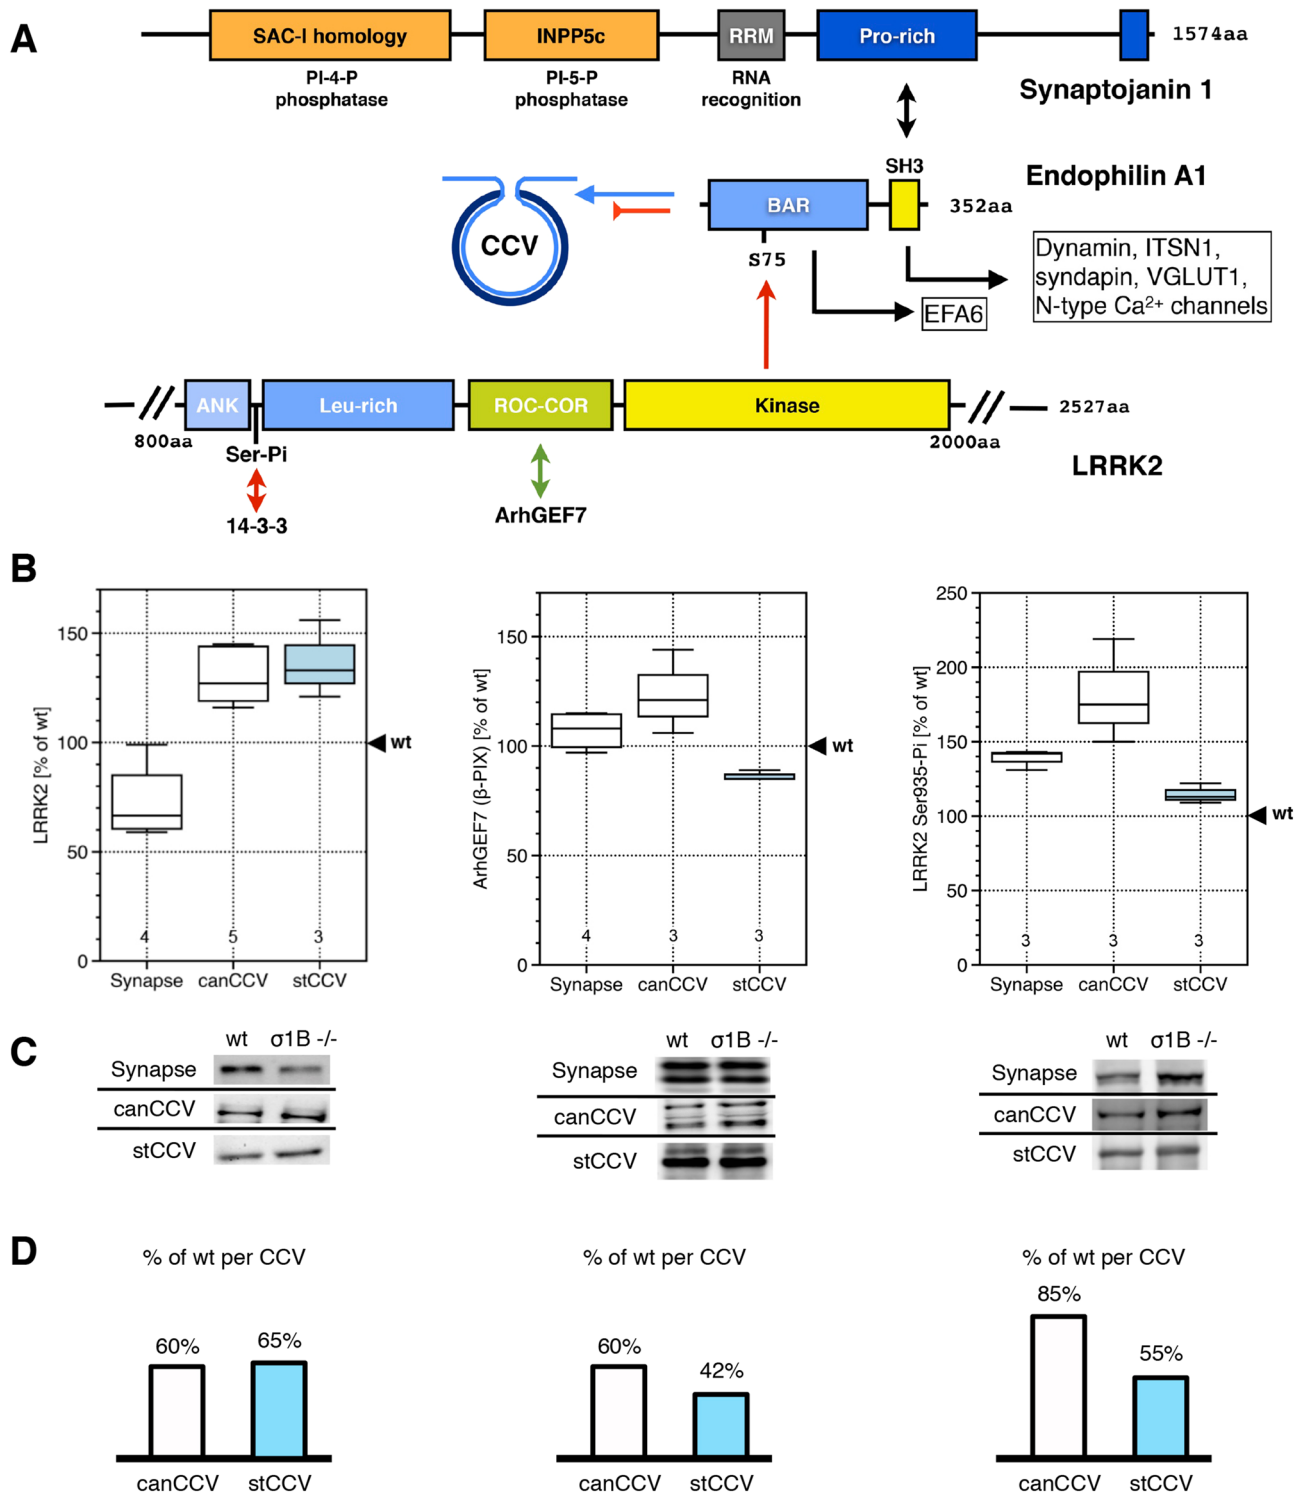 A
SAC-I homology
INPP5c
RRM
Pro-rich
1574aa
PI-4-P
phosphatase
PI-5-P
phosphatase
RNA
recognition
Synaptojanin 1
SH3
Endophilin A1
BAR
352aa
CCV
S75
Dynamin, ITSN1,
syndapin, VGLUT1,
N-type Ca²⁺ channels
EFA6
ANK
Leu-rich
ROC-COR
Kinase
2527aa
800aa
2000aa
Ser-Pi
LRRK2
14-3-3
ArhGEF7
B
LRRK2 [% of wt]
150
100
50
0
wt
4
5
3
Synapse
canCCV
stCCV
ArhGEF7 (β-PIX) [% of wt]
150
100
50
0
wt
4
3
3
Synapse
canCCV
stCCV
LRRK2 Ser935-Pi [% of wt]
250
200
150
100
50
0
wt
3
3
3
Synapse
canCCV
stCCV
C
wt σ1B -/-
Synapse
canCCV
stCCV
wt σ1B -/-
Synapse
canCCV
stCCV
wt σ1B -/-
Synapse
canCCV
stCCV
D
% of wt per CCV
60%
65%
canCCV stCCV
% of wt per CCV
60%
42%
canCCV stCCV
% of wt per CCV
85%
55%
canCCV stCCV